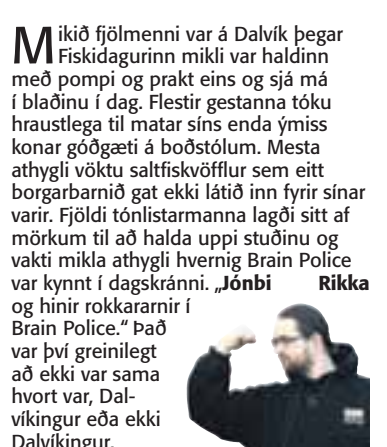 Mikið fjölmenni var á Dalvík þegar
Fiskidagurinn mikli var haldinn
með pompi og prakt eins og sjá má
í blaðinu í dag. Flestir gestanna tóku
hraustlega til matar síns enda ýmiss
konar góðgæti á boðstólum. Mesta
athygli vöktu saltfiskvöfflur sem eitt
borgarbarnið gat ekki látið inn fyrir sínar
varir. Fjöldi tónlistarmanna lagði sitt af
mörkum til að halda uppi stuðinu og
vakti mikla athygli hvernig Brain Police
var kynnt í dagskránni. „Jónbi Rikka
og hinir rokkararnir í
Brain Police.“ Það
var því greinilegt
að ekki var sama
hvort var, Dal-
víkingur eða ekki
Dalvíkingur.